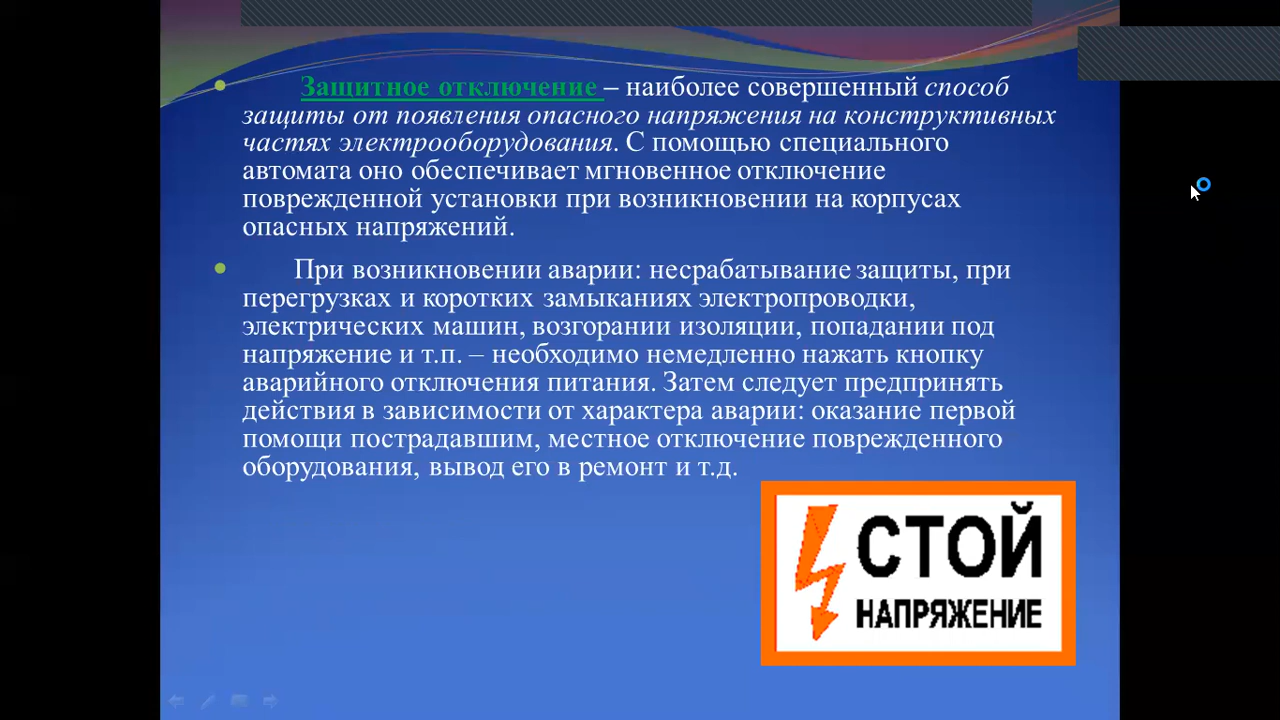 Защитное отключение – наиболее совершенный способ
защиты от появления опасного напряжения на конструктивных
частях электрооборудования. С помощью специального
автомата оно обеспечивает мгновенное отключение
поврежденной установки при возникновении на корпусах
опасных напряжений.
При возникновении аварии: несрабатывание защиты, при
перегрузках и коротких замыканиях электропроводки,
электрических машин, возгорании изоляции, попадании под
напряжение и т.п. – необходимо немедленно нажать кнопку
аварийного отключения питания. Затем следует предпринять
действия в зависимости от характера аварии: оказание первой
помощи пострадавшим, местное отключение поврежденного
оборудования, вывод его в ремонт и т.д.
СТОЙ
НАПРЯЖЕНИЕ